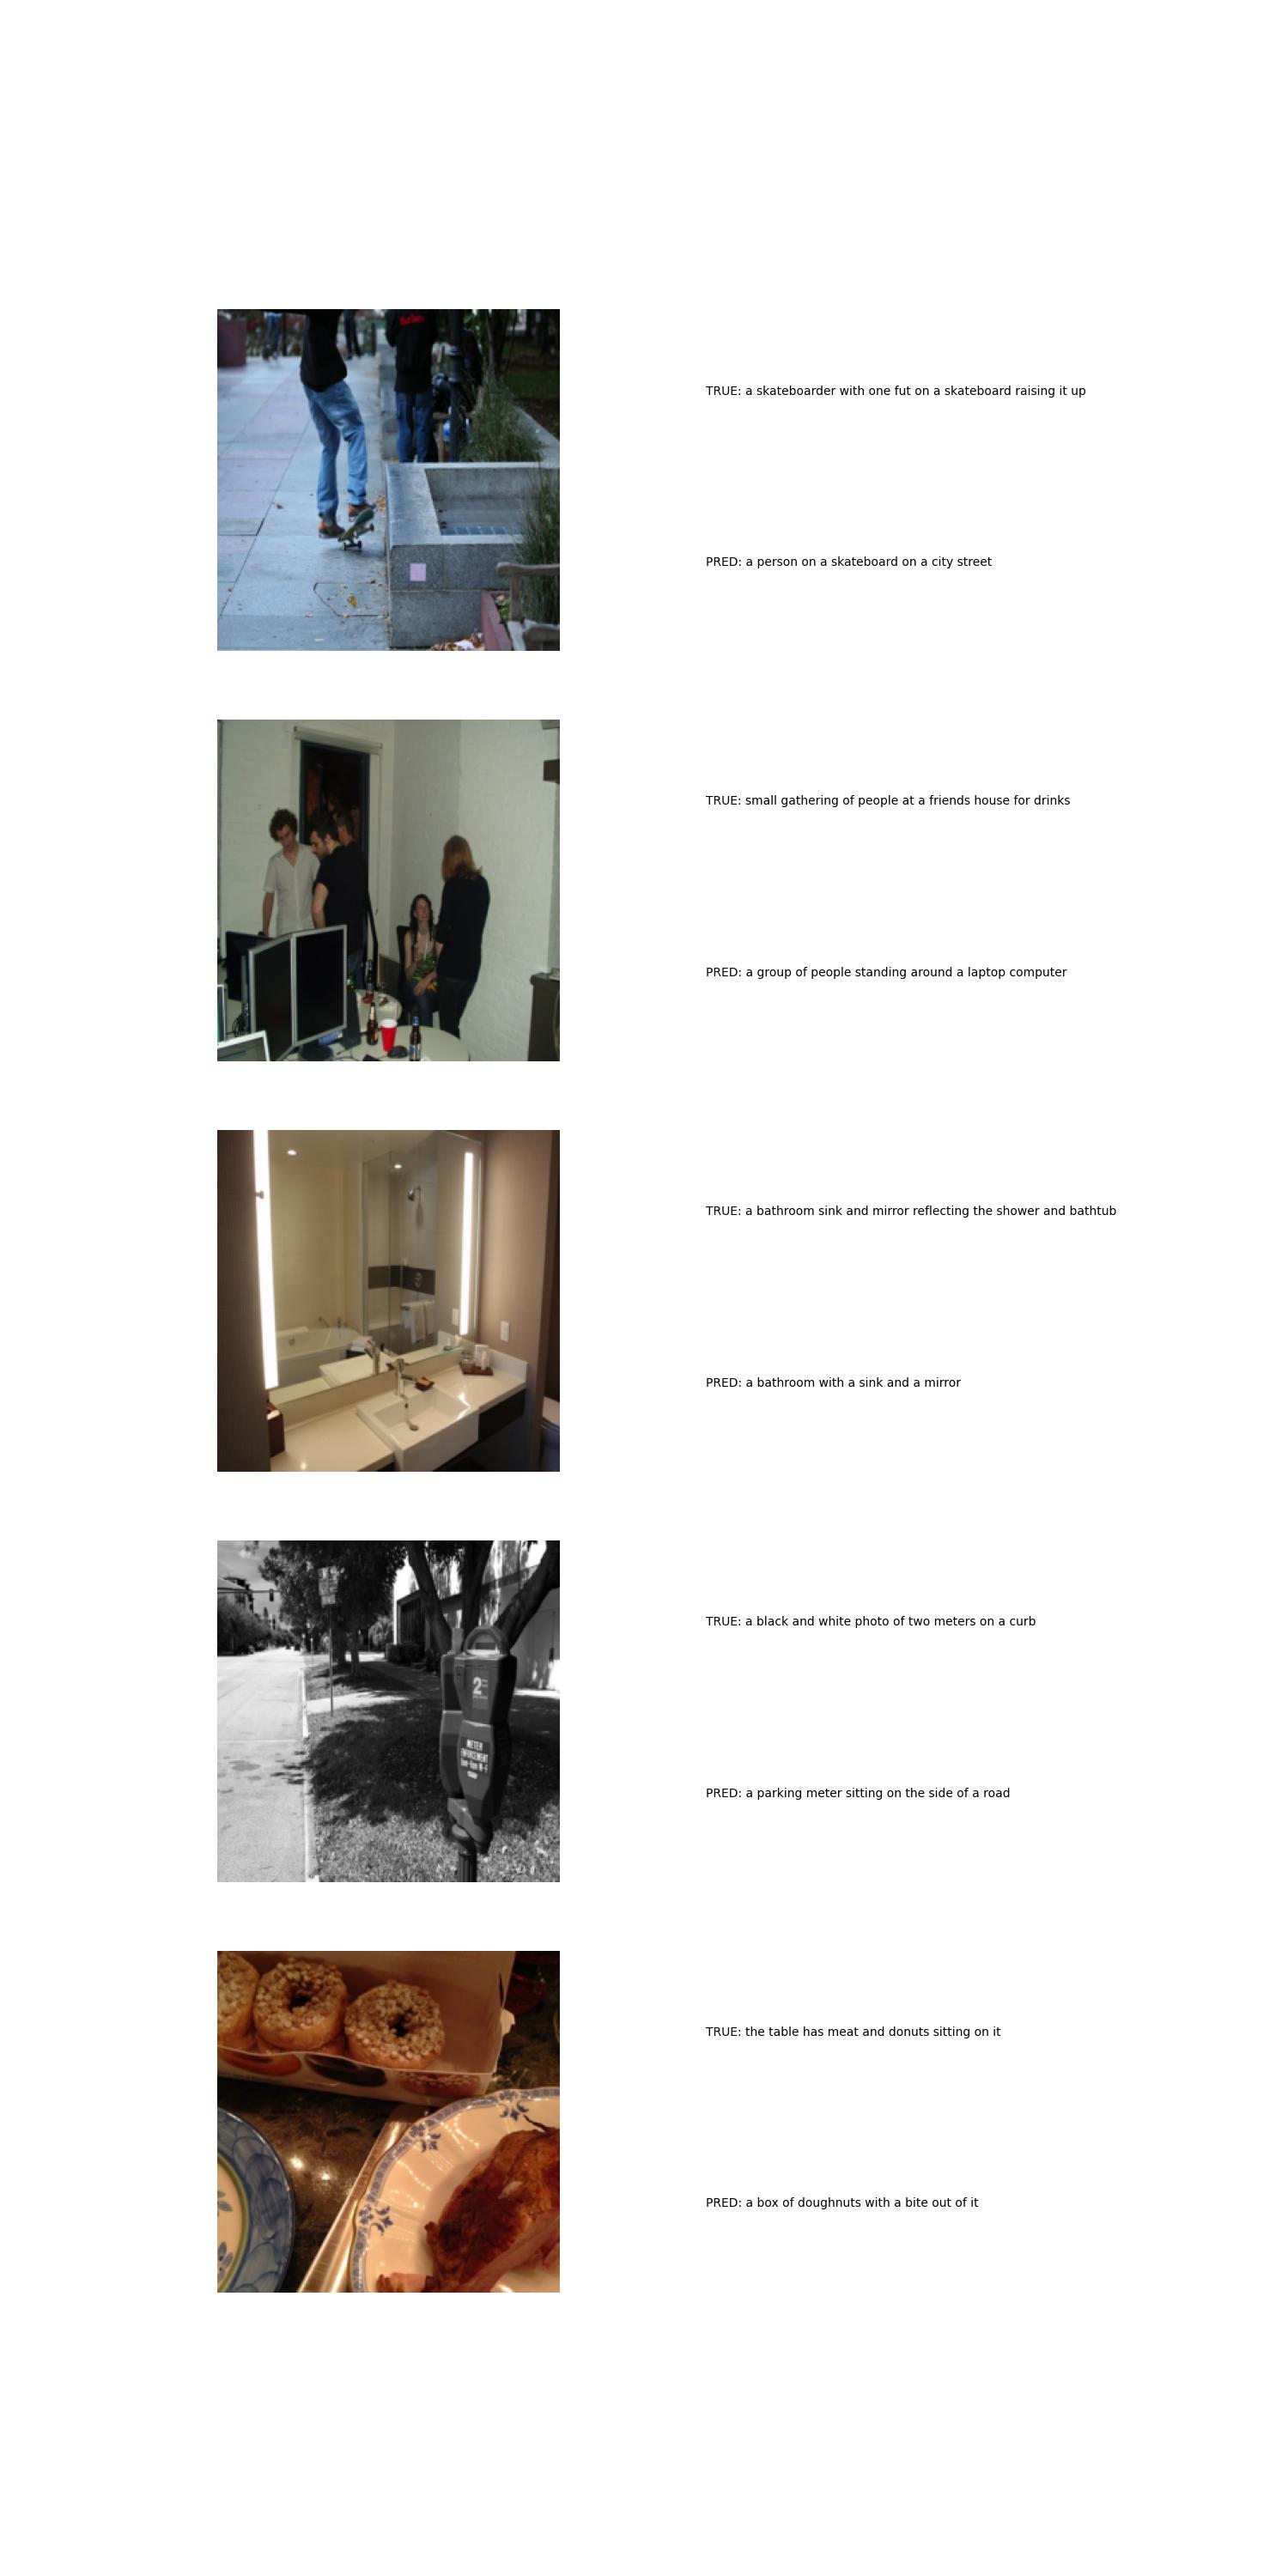 TRUE: a skateboarder with one fut on a skateboard raising it up
PRED: a person on a skateboard on a city street
TRUE: small gathering of people at a friends house for drinks
PRED: a group of people standing around a laptop computer
TRUE: a bathroom sink and mirror reflecting the shower and bathtub
PRED: a bathroom with a sink and a mirror
TRUE: a black and white photo of two meters on a curb
PRED: a parking meter sitting on the side of a road
2
METER
ENFORCEMENT
TRUE: the table has meat and donuts sitting on it
PRED: a box of doughnuts with a bite out of it